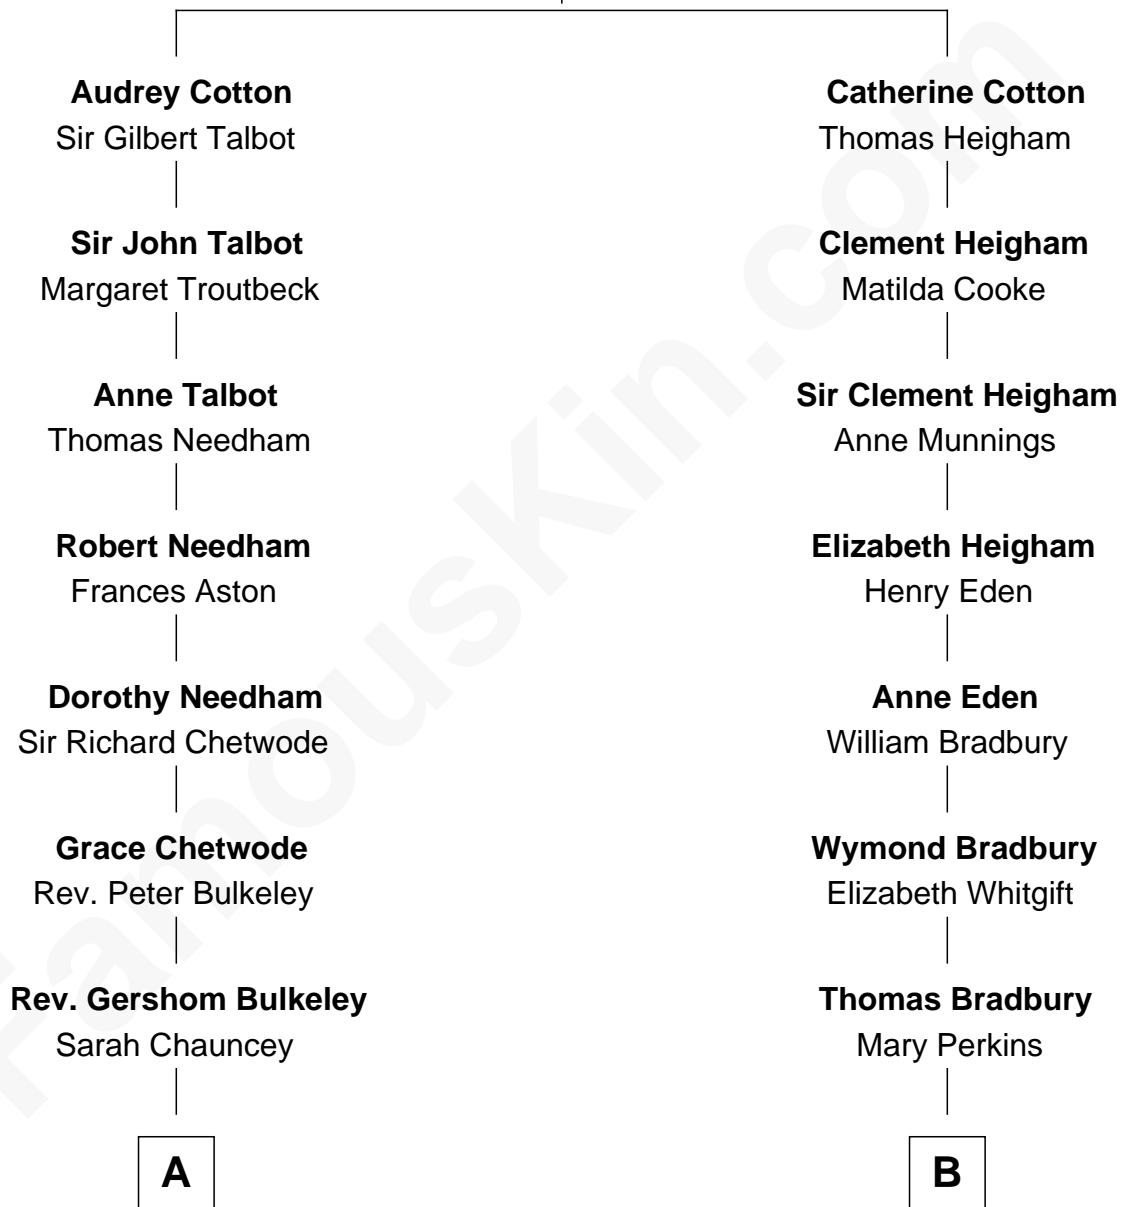 Audrey Cotton
Sir Gilbert Talbot
Sir John Talbot
Margaret Troutbeck
Anne Talbot
Thomas Needham
Robert Needham
Frances Aston
Dorothy Needham
Sir Richard Chetwode
Grace Chetwode
Rev. Peter Bulkeley
Rev. Gershom Bulkeley
Sarah Chauncey
A
Catherine Cotton
Thomas Heigham
Clement Heigham
Matilda Cooke
Sir Clement Heigham
Anne Munnings
Elizabeth Heigham
Henry Eden
Anne Eden
William Bradbury
Wymond Bradbury
Elizabeth Whitgift
Thomas Bradbury
Mary Perkins
B
FamousKin.com